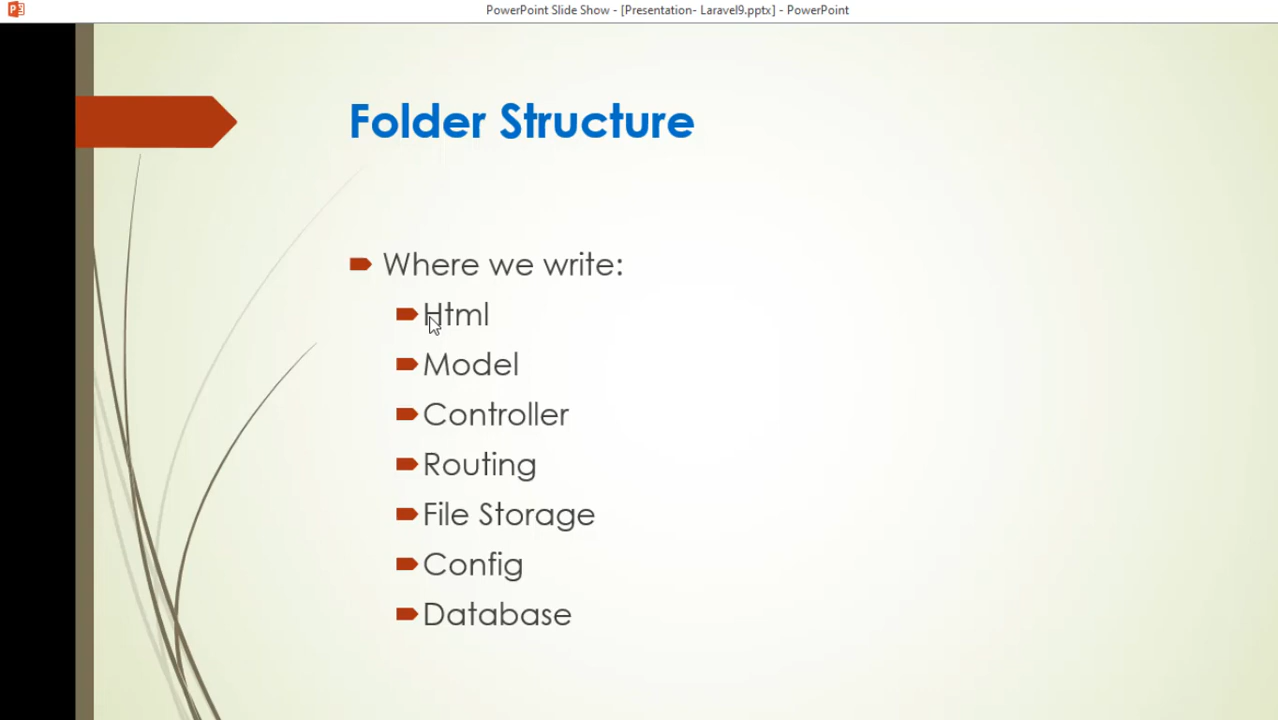 PowerPoint Slide Show - [Presentation- Laravel9.pptx] - PowerPoint
Folder Structure
Where we write:
Html
Model
Controller
Routing
File Storage
Config
Database